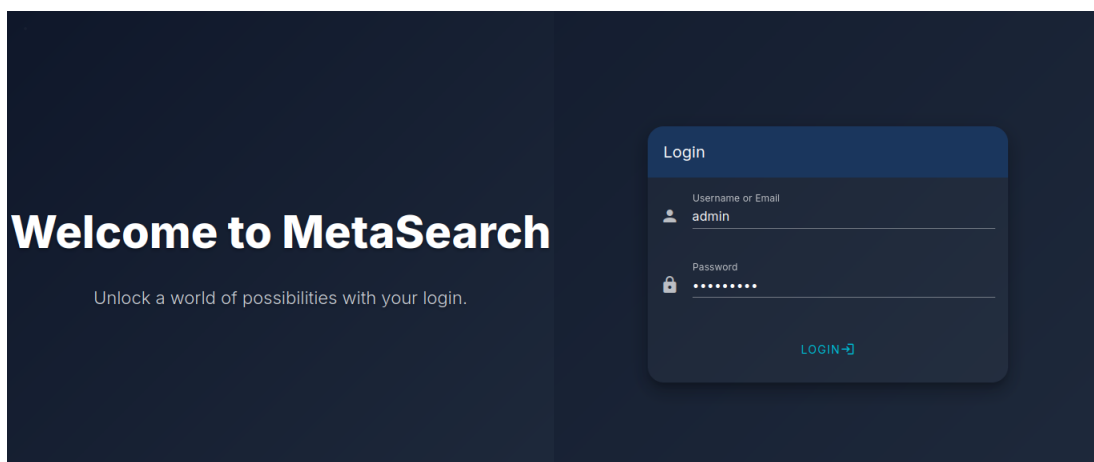 Welcome to MetaSearch
Unlock a world of possibilities with your login.
Login
Username or Email
admin
Password
•••••••••
LOGIN